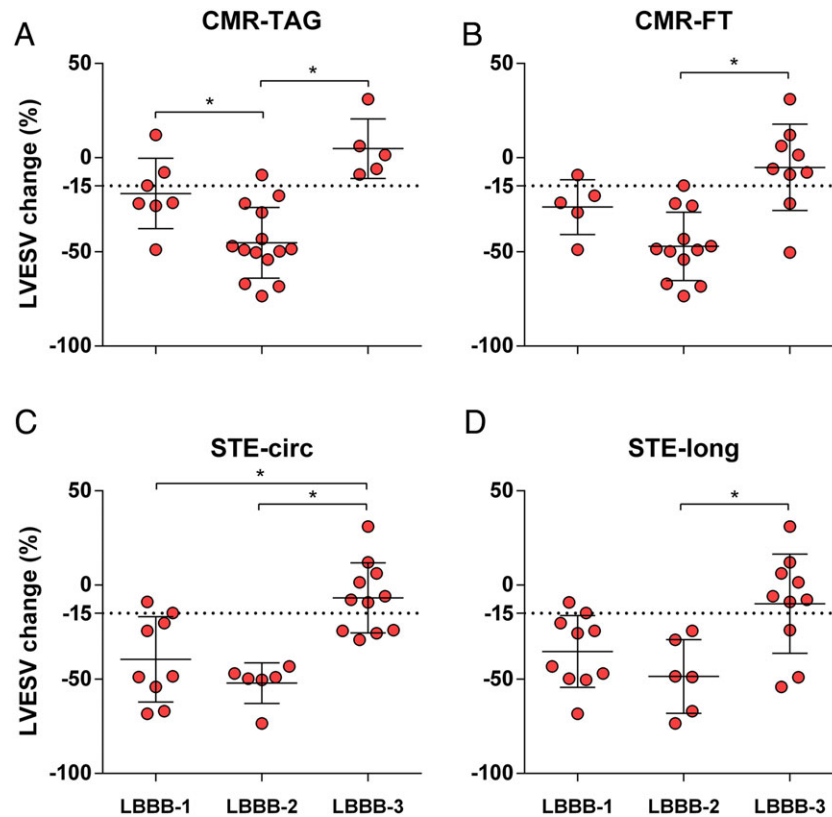 A
CMR-TAG
B
CMR-FT
50
*
*
50
*
0
0
-15
-15
-50
-50
-100
-100
LVESV change (%)
C
STE-circ
D
STE-long
50
*
*
50
*
0
0
-15
-15
-50
-50
-100
-100
LVESV change (%)
LBBB-1 LBBB-2 LBBB-3 LBBB-1 LBBB-2 LBBB-3